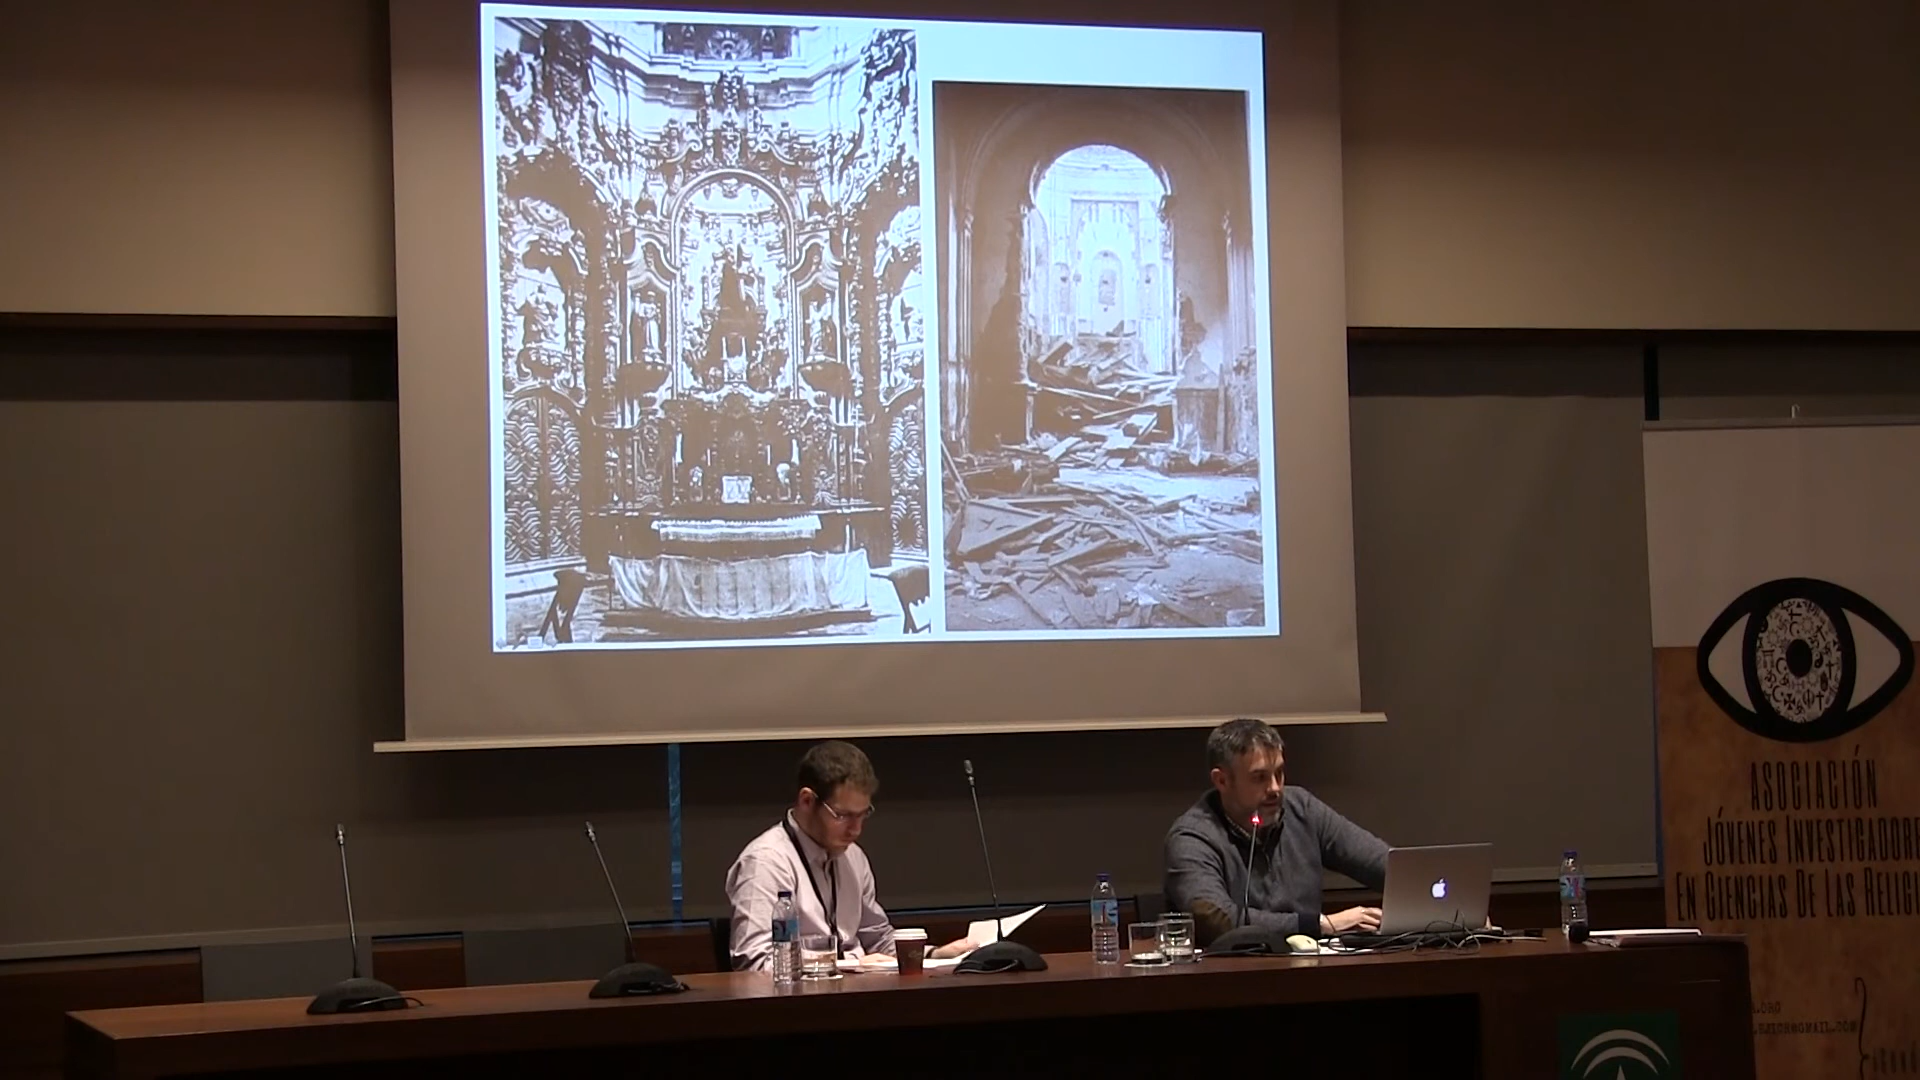 ASOCIACIÓN
JÓVENES INVESTIGADORE
EN CIENCIAS DE LAS RELIGI